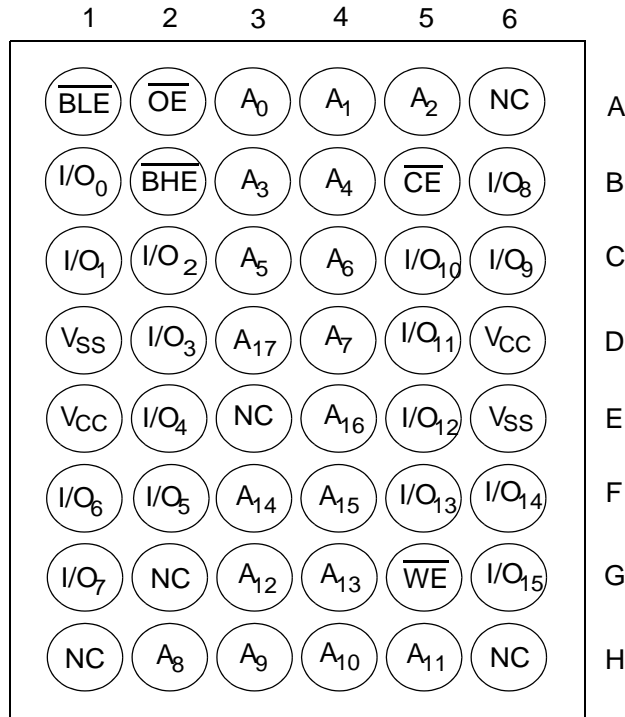 1 2 3 4 5 6
BLE OE A0 A1 A2 NC A
I/O0 BHE A3 A4 CE I/O8 B
I/O1 I/O2 A5 A6 I/O10 I/O9 C
VSS I/O3 A17 A7 I/O11 VCC D
VCC I/O4 NC A16 I/O12 VSS E
I/O6 I/O5 A14 A15 I/O13 I/O14 F
I/O7 NC A12 A13 WE I/O15 G
NC A8 A9 A10 A11 NC H